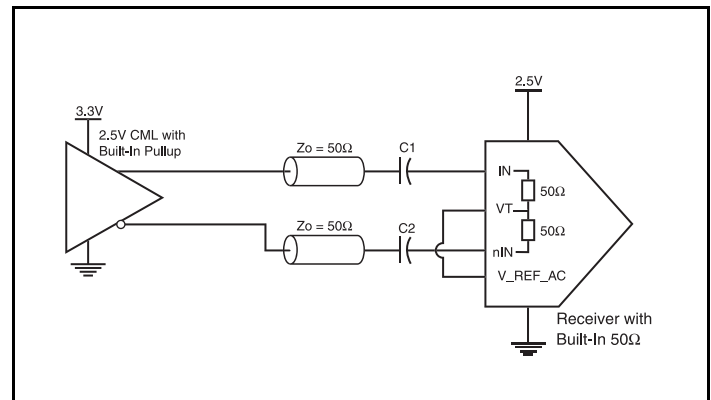 2.5V
3.3V
2.5V CML with
Built-In Pullup
Zo = 50Ω
C1
IN
50Ω
VT
Zo = 50Ω
C2
50Ω
nIN
V_REF_AC
Receiver with
Built-In 50Ω